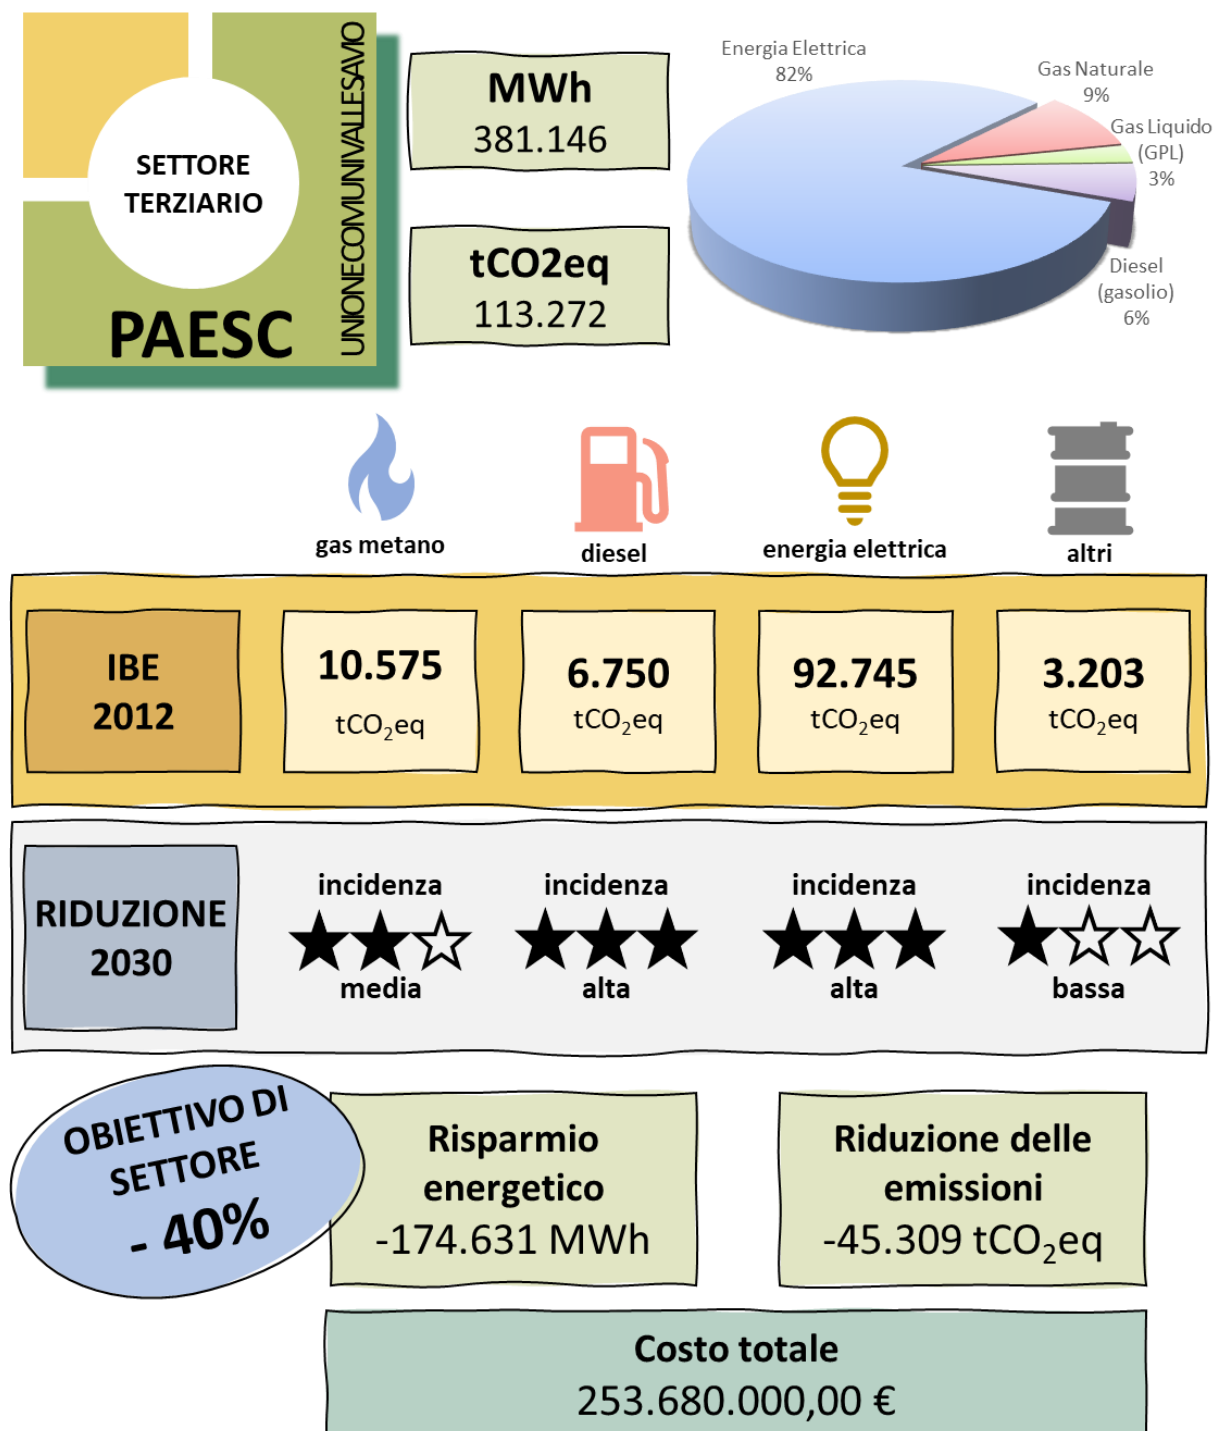 SETTORE
TERZIARIO
PAESC
UNIONECOMUNIVALLESAVIO
MWh
381.146
tCO2eq
113.272
Energia Elettrica
82%
Gas Naturale
9%
Gas Liquido
(GPL)
3%
Diesel
(gasolio)
6%
gas metano
diesel
energia elettrica
altri
IBE
2012
10.575
tCO₂eq
6.750
tCO₂eq
92.745
tCO₂eq
3.203
tCO₂eq
RIDUZIONE
2030
incidenza
media
incidenza
alta
incidenza
alta
incidenza
bassa
OBIETTIVO DI
SETTORE
- 40%
Risparmio
energetico
-174.631 MWh
Riduzione delle
emissioni
-45.309 tCO₂eq
Costo totale
253.680.000,00 €